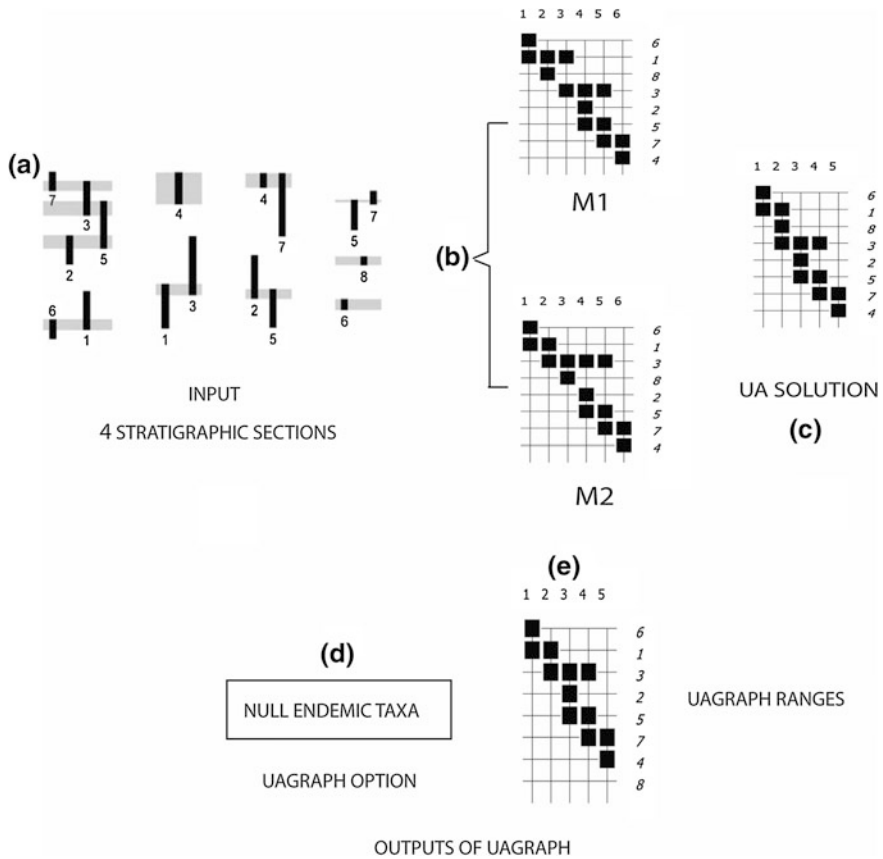 1 2 3 4 5 6
6
1
8
3
2
5
7
4
M1
(a)
7
3
2
5
6
1
4
1
3
4
7
2
5
7
5
8
6
INPUT
4 STRATIGRAPHIC SECTIONS
(b)
1 2 3 4 5 6
6
1
3
8
2
5
7
4
M2
1 2 3 4 5
6
1
8
3
2
5
7
4
UA SOLUTION
(c)
(d)
NULL ENDEMIC TAXA
UAGRAPH OPTION
(e)
1 2 3 4 5
6
1
3
2
5
7
4
8
UAGRAPH RANGES
OUTPUTS OF UAGRAPH